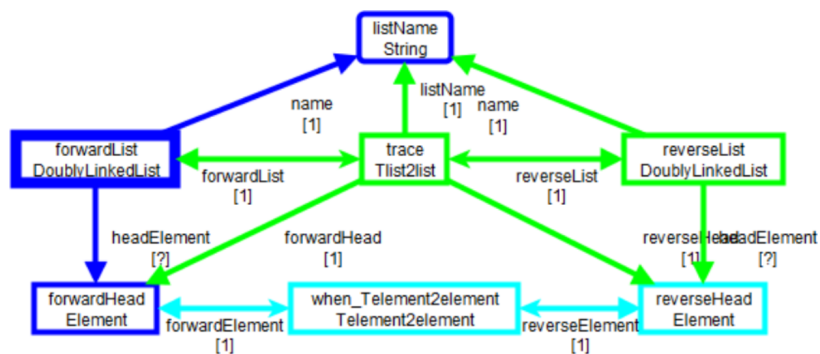 listName
String
name
[1]
listName
[1]
name
[1]
forwardList
DoublyLinkedList
forwardList
[1]
trace
Tlist2list
reverseList
[1]
reverseList
DoublyLinkedList
headElement
[?]
forwardHead
[1]
reverseHead
[1]
headElement
[?]
forwardHead
Element
forwardElement
[1]
when_Telement2element
Telement2element
reverseElement
[1]
reverseHead
Element